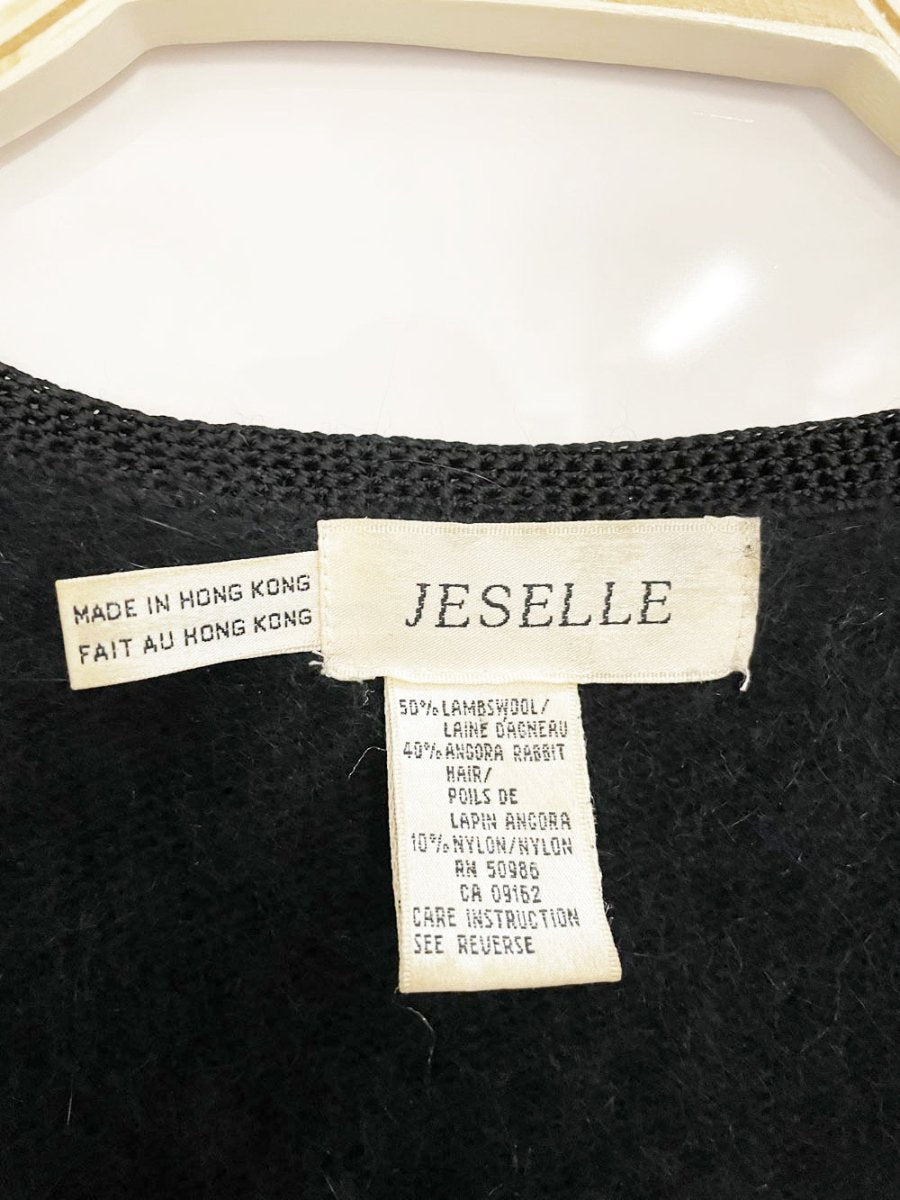 MADE IN HONG KONG
FAIT AU HONG KONG
JESELLE
50% LAMBSWOOL/
LAINE D'AGNEAU
40% ANGORA RABBIT
HAIR/
POILS DE
LAPIN ANGORA
10% NYLON/NYLON
RN 50986
CA 09162
CARE INSTRUCTION
SEE REVERSE